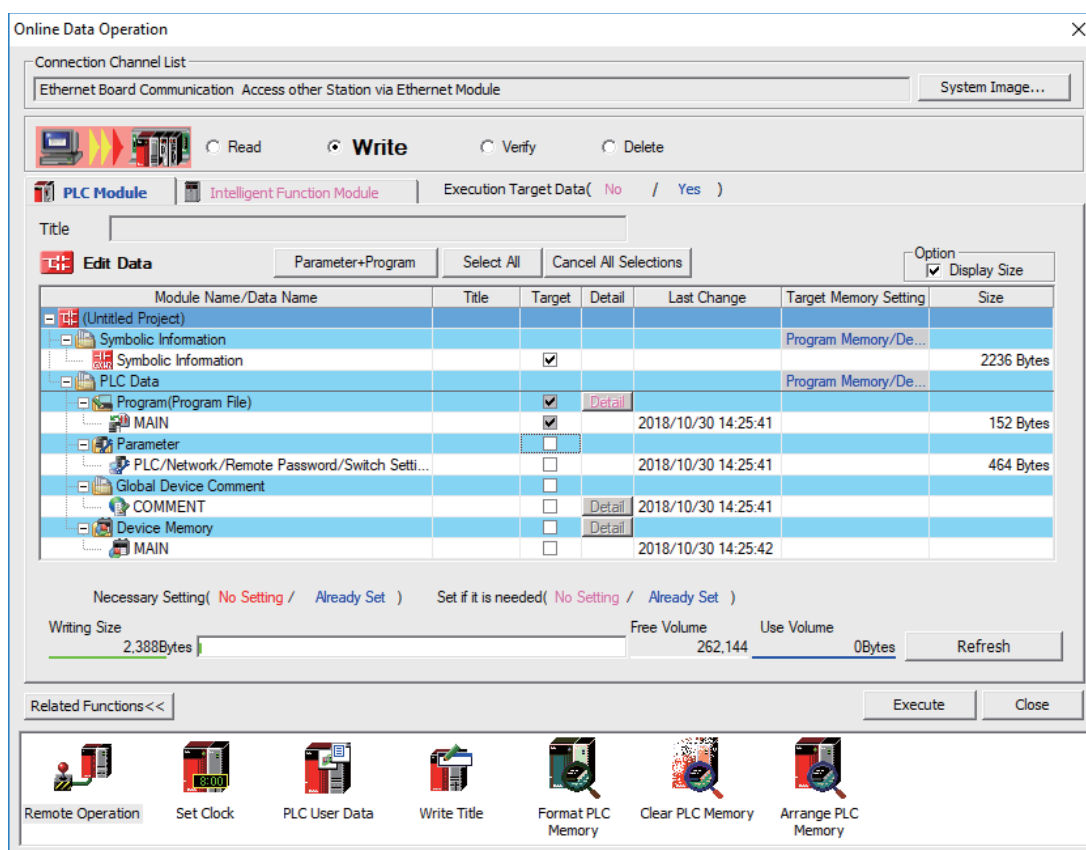 Online Data Operation
Connection Channel List
Ethernet Board Communication Access other Station via Ethernet Module
System Image...
Read Write Verify Delete
PLC Module Intelligent Function Module Execution Target Data( No / Yes )
Title
Edit Data Parameter+Program Select All Cancel All Selections
Option
Display Size
Module Name/Data Name Title Target Detail Last Change Target Memory Setting Size
(Untitled Project)
Symbolic Information Program Memory/De...
Symbolic Information 2236 Bytes
PLC Data Program Memory/De...
Program(Program File) Detail
MAIN 2018/10/30 14:25:41 152 Bytes
Parameter
PLC/Network/Remote Password/Switch Setti... 2018/10/30 14:25:41 464 Bytes
Global Device Comment
COMMENT Detail 2018/10/30 14:25:41
Device Memory Detail
MAIN 2018/10/30 14:25:42
Necessary Setting( No Setting / Already Set ) Set if it is needed( No Setting / Already Set )
Writing Size Free Volume Use Volume
2,388Bytes 262,144 0Bytes Refresh
Related Functions<< Execute Close
8:00
Remote Operation Set Clock PLC User Data Write Title Format PLC Memory Clear PLC Memory Arrange PLC Memory